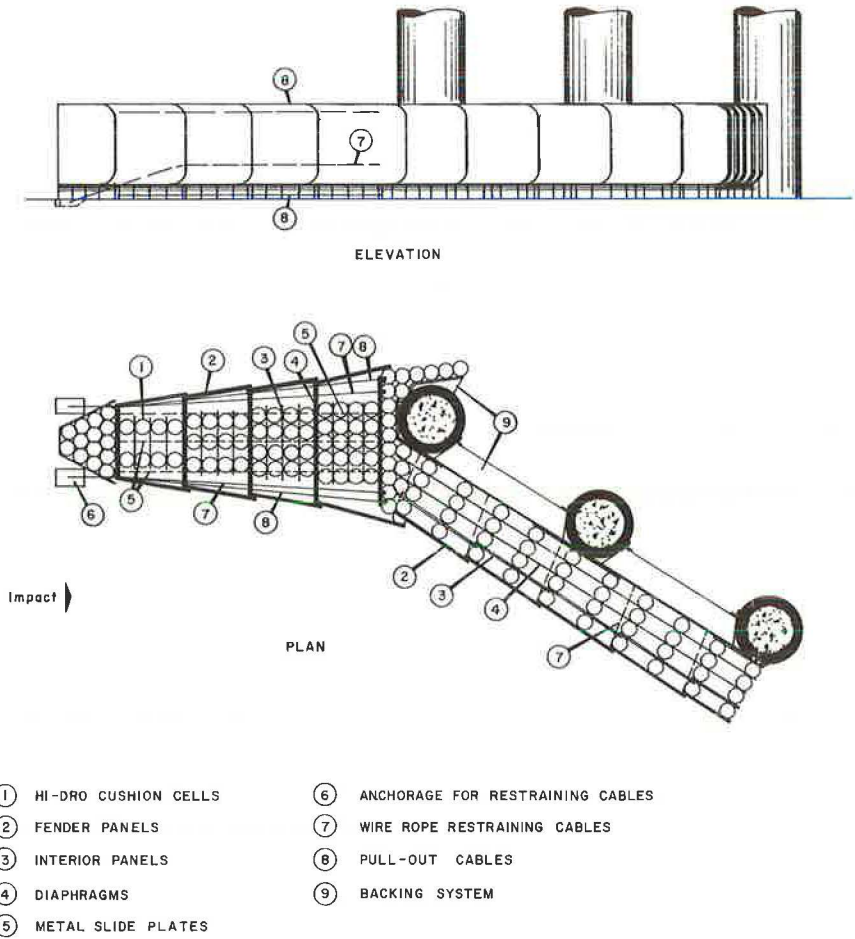 8
7
8
ELEVATION
5
7
8
1
2
3
4
9
6
5
7
8
2
3
4
7
Impact
PLAN
1 HI-DRO CUSHION CELLS
2 FENDER PANELS
3 INTERIOR PANELS
4 DIAPHRAGMS
5 METAL SLIDE PLATES
6 ANCHORAGE FOR RESTRAINING CABLES
7 WIRE ROPE RESTRAINING CABLES
8 PULL-OUT CABLES
9 BACKING SYSTEM